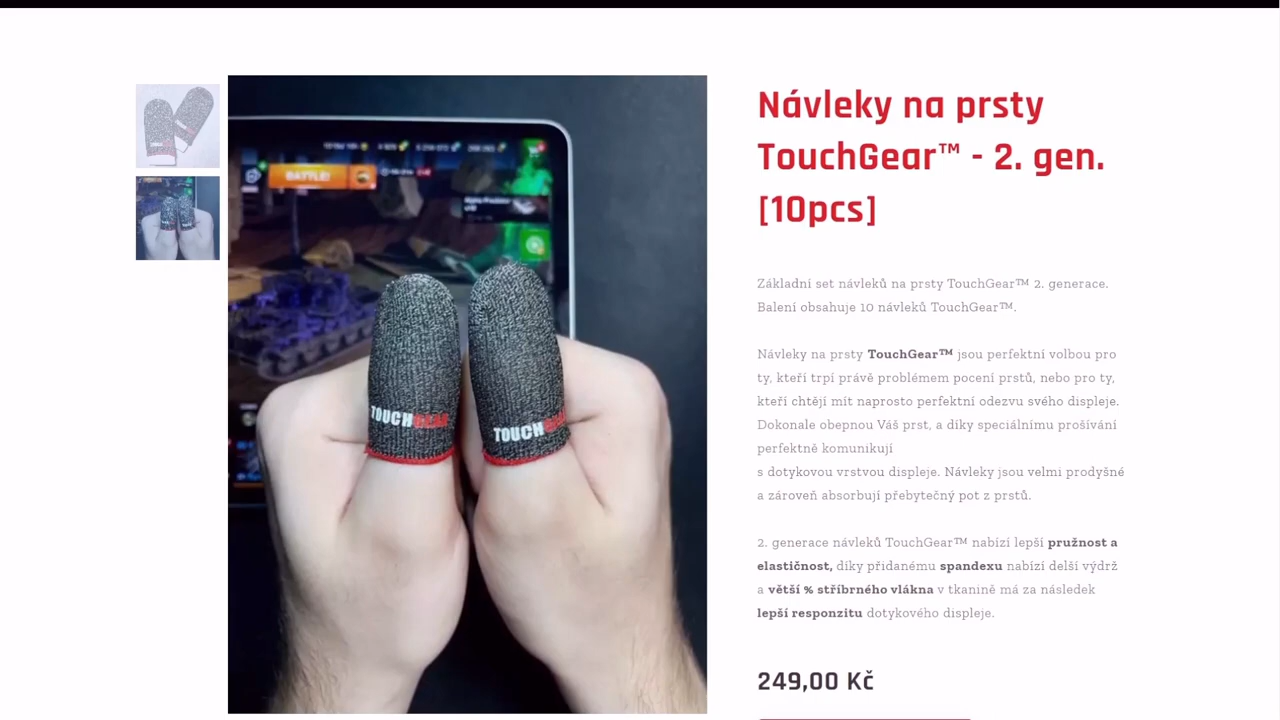 Návleky na prsty
TouchGear™ - 2. gen.
[10pcs]
Základní set návleků na prsty TouchGear™ 2. generace.
Balení obsahuje 10 návleků TouchGear™.
Návleky na prsty TouchGear™ jsou perfektní volbou pro
ty, kteří trpí právě problémem pocení prstů, nebo pro ty,
kteří chtějí mít naprosto perfektní odezvu svého displeje.
Dokonale obepnou Váš prst, a díky speciálnímu prošívání
perfektně komunikují
s dotykovou vrstvou displeje. Návleky jsou velmi prodyšné
a zároveň absorbují přebytečný pot z prstů.
2. generace návleků TouchGear™ nabízí lepší pružnost a
elastičnost, díky přidanému spandexu nabízí delší výdrž
a větší % stříbrného vlákna v tkanině má za následek
lepší responzitu dotykového displeje.
249,00 Kč
BATTLE!
TOUCHGEAR
TOUCH